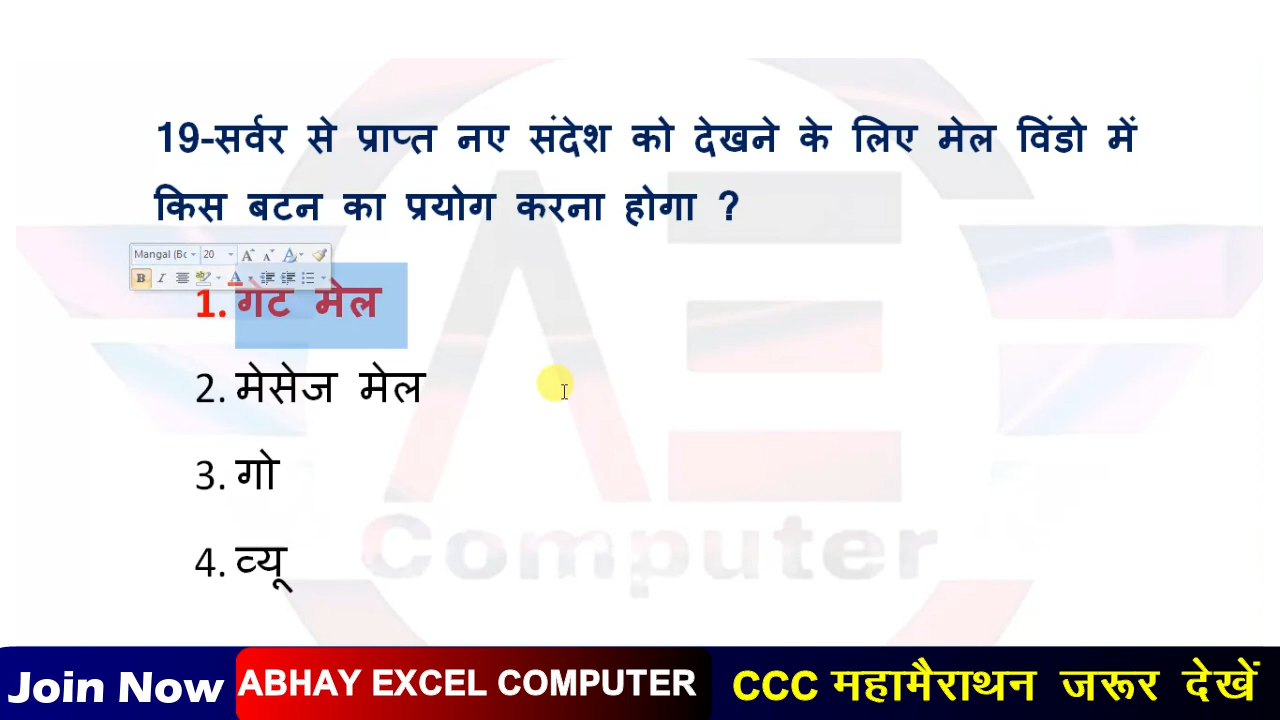 19-सर्वर से प्राप्त नए संदेश को देखने के लिए मेल विंडो में
किस बटन का प्रयोग करना होगा ?
Mangal (Bc 20
1. गेट मेल
2. मेसेज मेल
3. गो
4. व्यू
Computer
Join Now ABHAY EXCEL COMPUTER CCC महामैराथन जरूर देखें